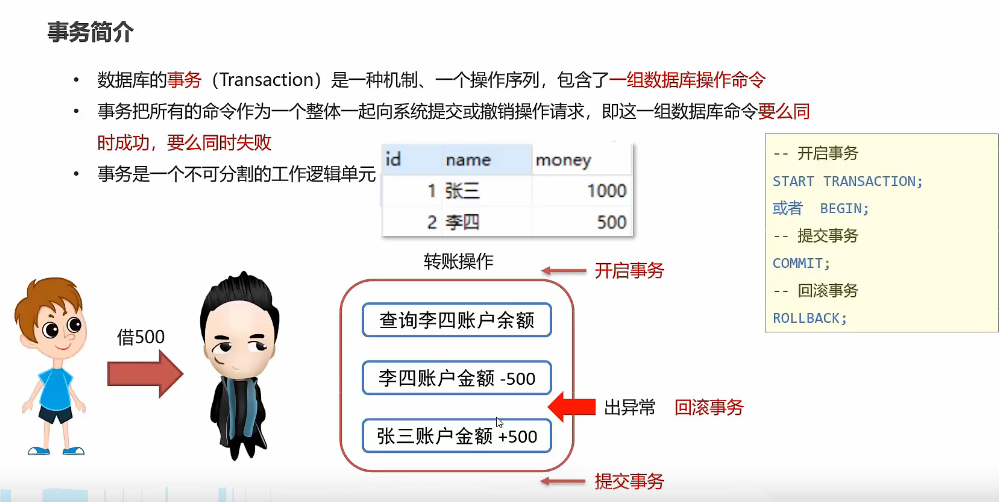 事务简介
• 数据库的事务（Transaction）是一种机制、一个操作序列，包含了一组数据库操作命令
• 事务把所有的命令作为一个整体一起向系统提交或撤销操作请求，即这一组数据库命令要么同
时成功，要么同时失败
• 事务是一个不可分割的工作逻辑单元
id name money
1 张三 1000
2 李四 500
-- 开启事务
START TRANSACTION;
或者 BEGIN;
-- 提交事务
COMMIT;
-- 回滚事务
ROLLBACK;
转账操作
开启事务
借500
查询李四账户余额
李四账户金额 -500
出异常 回滚事务
张三账户金额 +500
提交事务